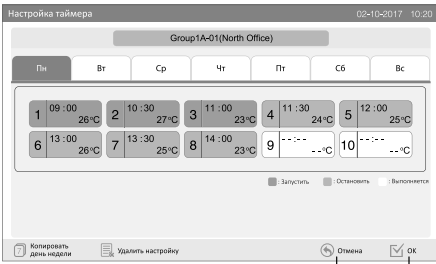 Настройка таймера 02-10-2017 10:20
Group1A-01(North Office)
Пн Вт Ср Чт Пт Сб Вс
1 09:00 26°C 2 10:30 27°C 3 11:00 23°C 4 11:30 24°C 5 12:00 25°C
6 13:00 26°C 7 13:30 25°C 8 14:00 23°C 9 --:-- --°C 10 --:-- --°C
: Запустить : Остановить : Выполняется
7 Копировать
день недели
Удалить настройку
Отмена
ОК